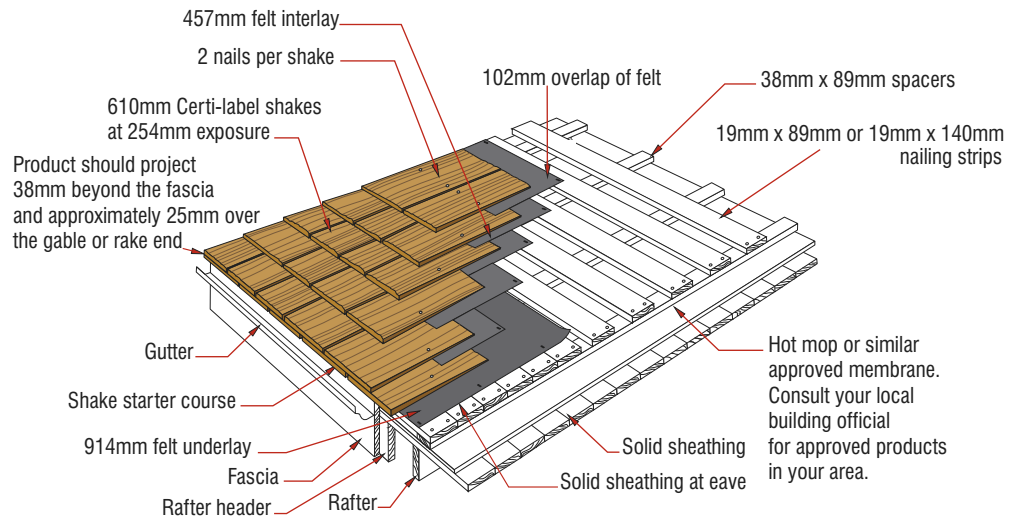 457mm felt interlay
2 nails per shake
102mm overlap of felt
38mm x 89mm spacers
610mm Certi-label shakes
at 254mm exposure
19mm x 89mm or 19mm x 140mm
nailing strips
Product should project
38mm beyond the fascia
and approximately 25mm over
the gable or rake end
Gutter
Shake starter course
914mm felt underlay
Fascia
Rafter header
Rafter
Solid sheathing at eave
Solid sheathing
Hot mop or similar
approved membrane.
Consult your local
building official
for approved products
in your area.